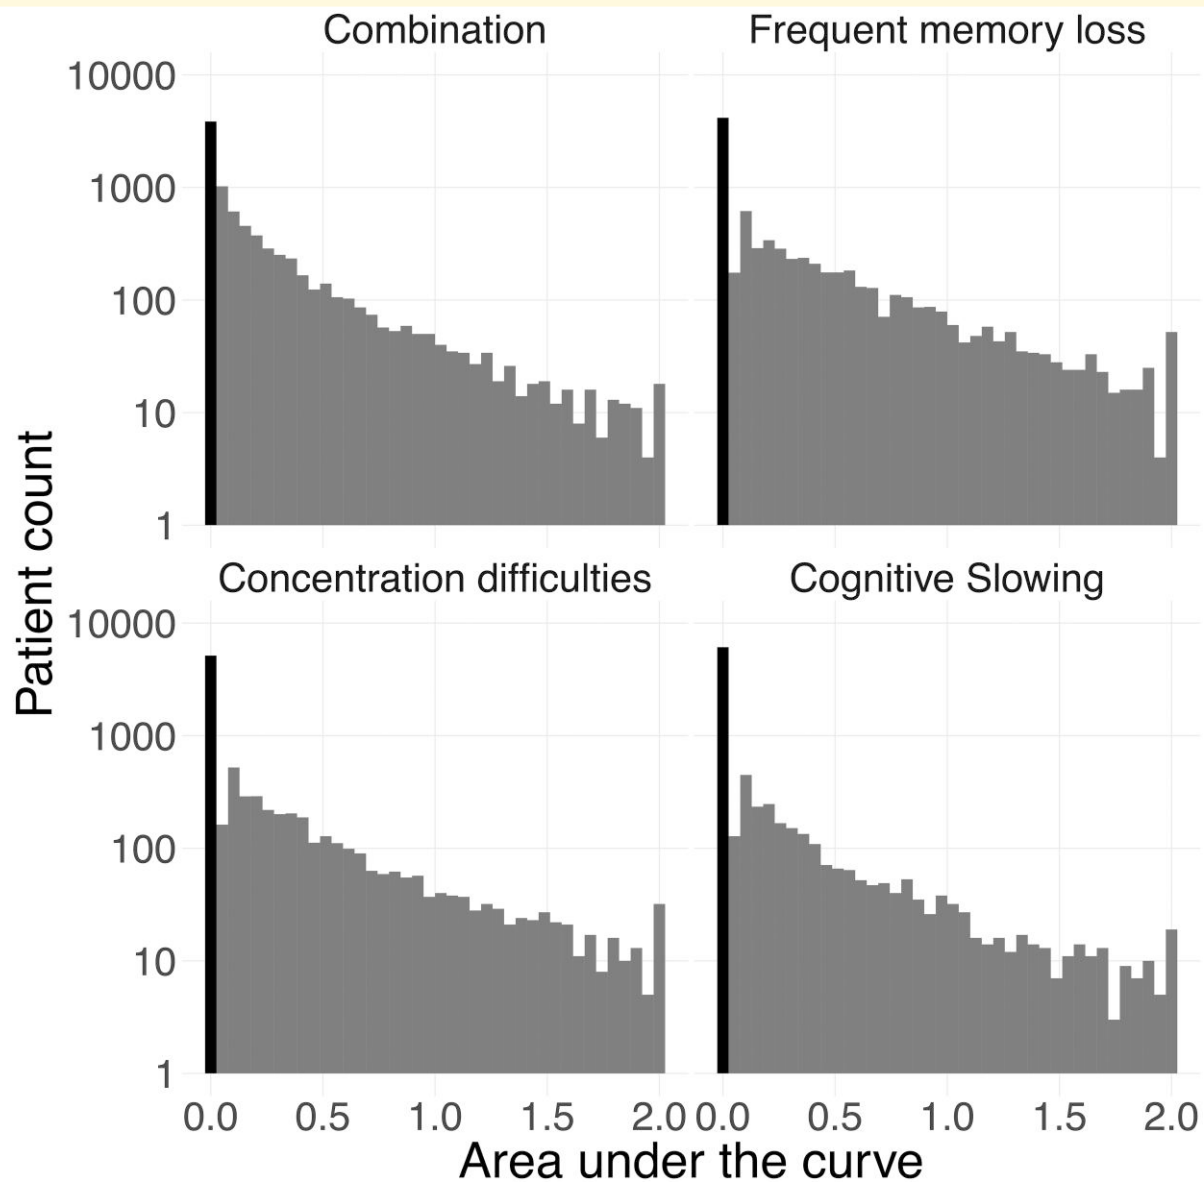 Combination Frequent memory loss
10000
1000
100
10
1
Patient count
Concentration difficulties Cognitive Slowing
10000
1000
100
10
1
0.0 0.5 1.0 1.5 2.0 0.0 0.5 1.0 1.5 2.0
Area under the curve